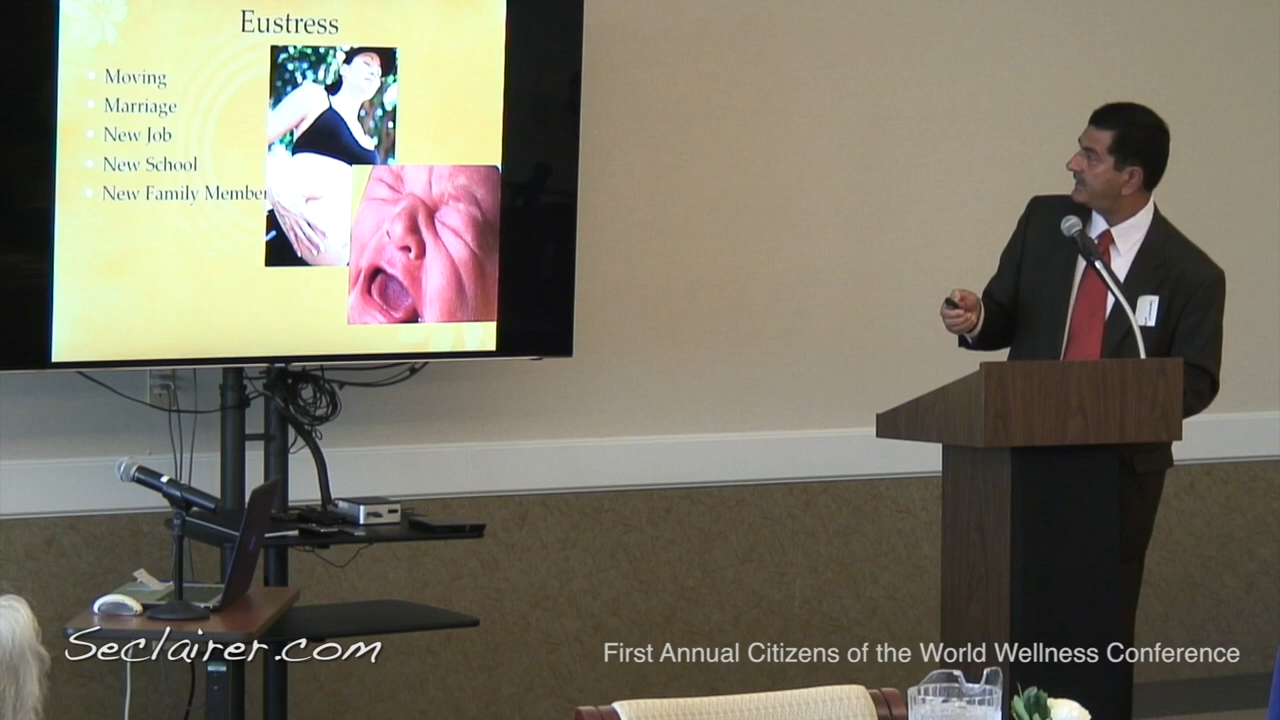 Eustress
Moving
Marriage
New Job
New School
New Family Member
Seclairer.com
First Annual Citizens of the World Wellness Conference